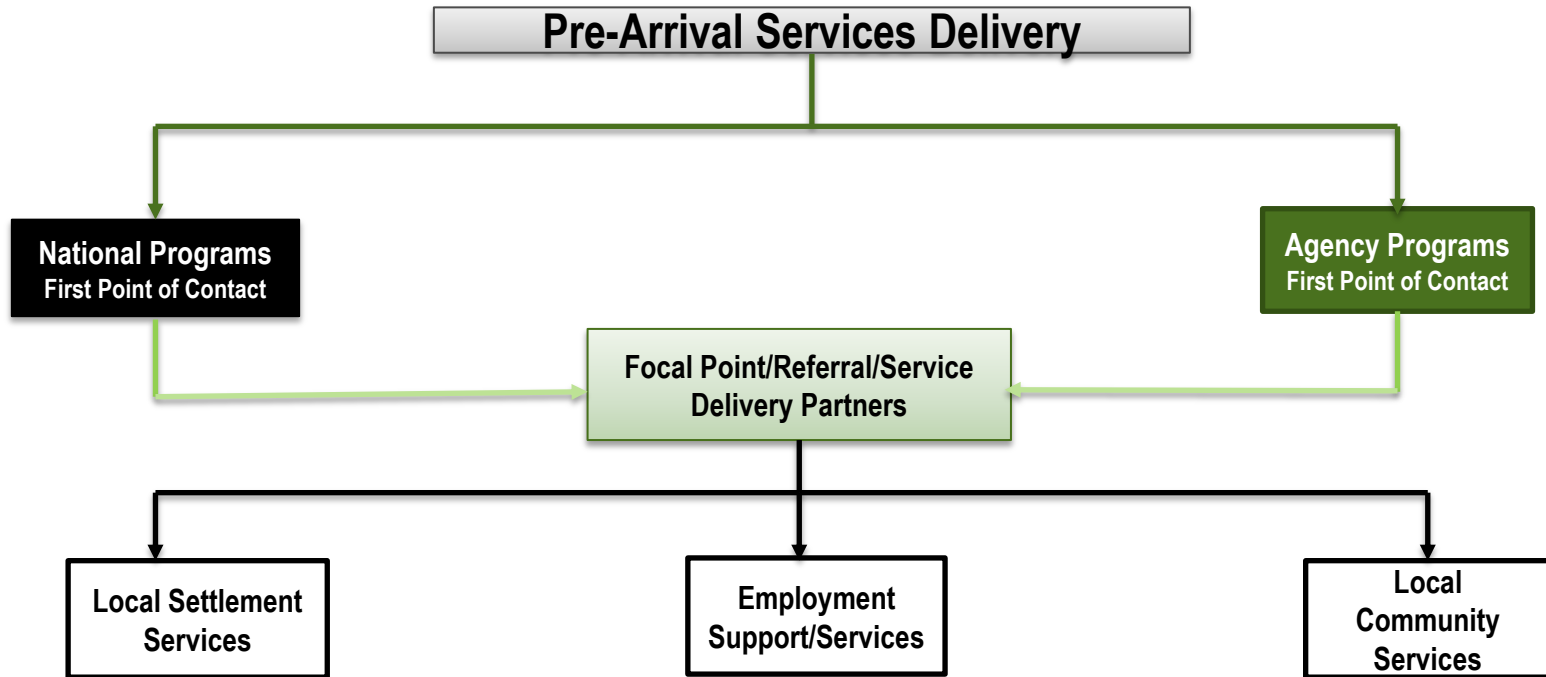 Pre-Arrival Services Delivery
National Programs
First Point of Contact
Agency Programs
First Point of Contact
Focal Point/Referral/Service
Delivery Partners
Local Settlement
Services
Employment
Support/Services
Local
Community
Services